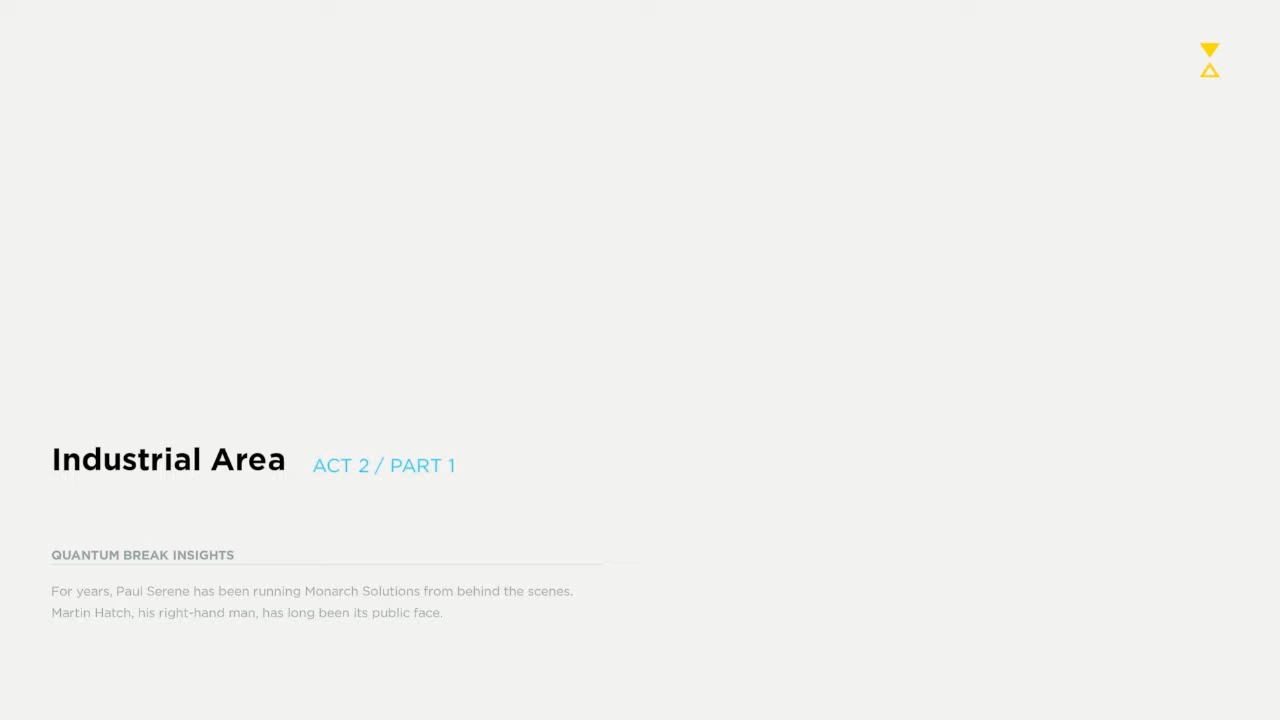 Industrial Area ACT 2 / PART 1
QUANTUM BREAK INSIGHTS
For years, Paul Serene has been running Monarch Solutions from behind the scenes.
Martin Hatch, his right-hand man, has long been its public face.